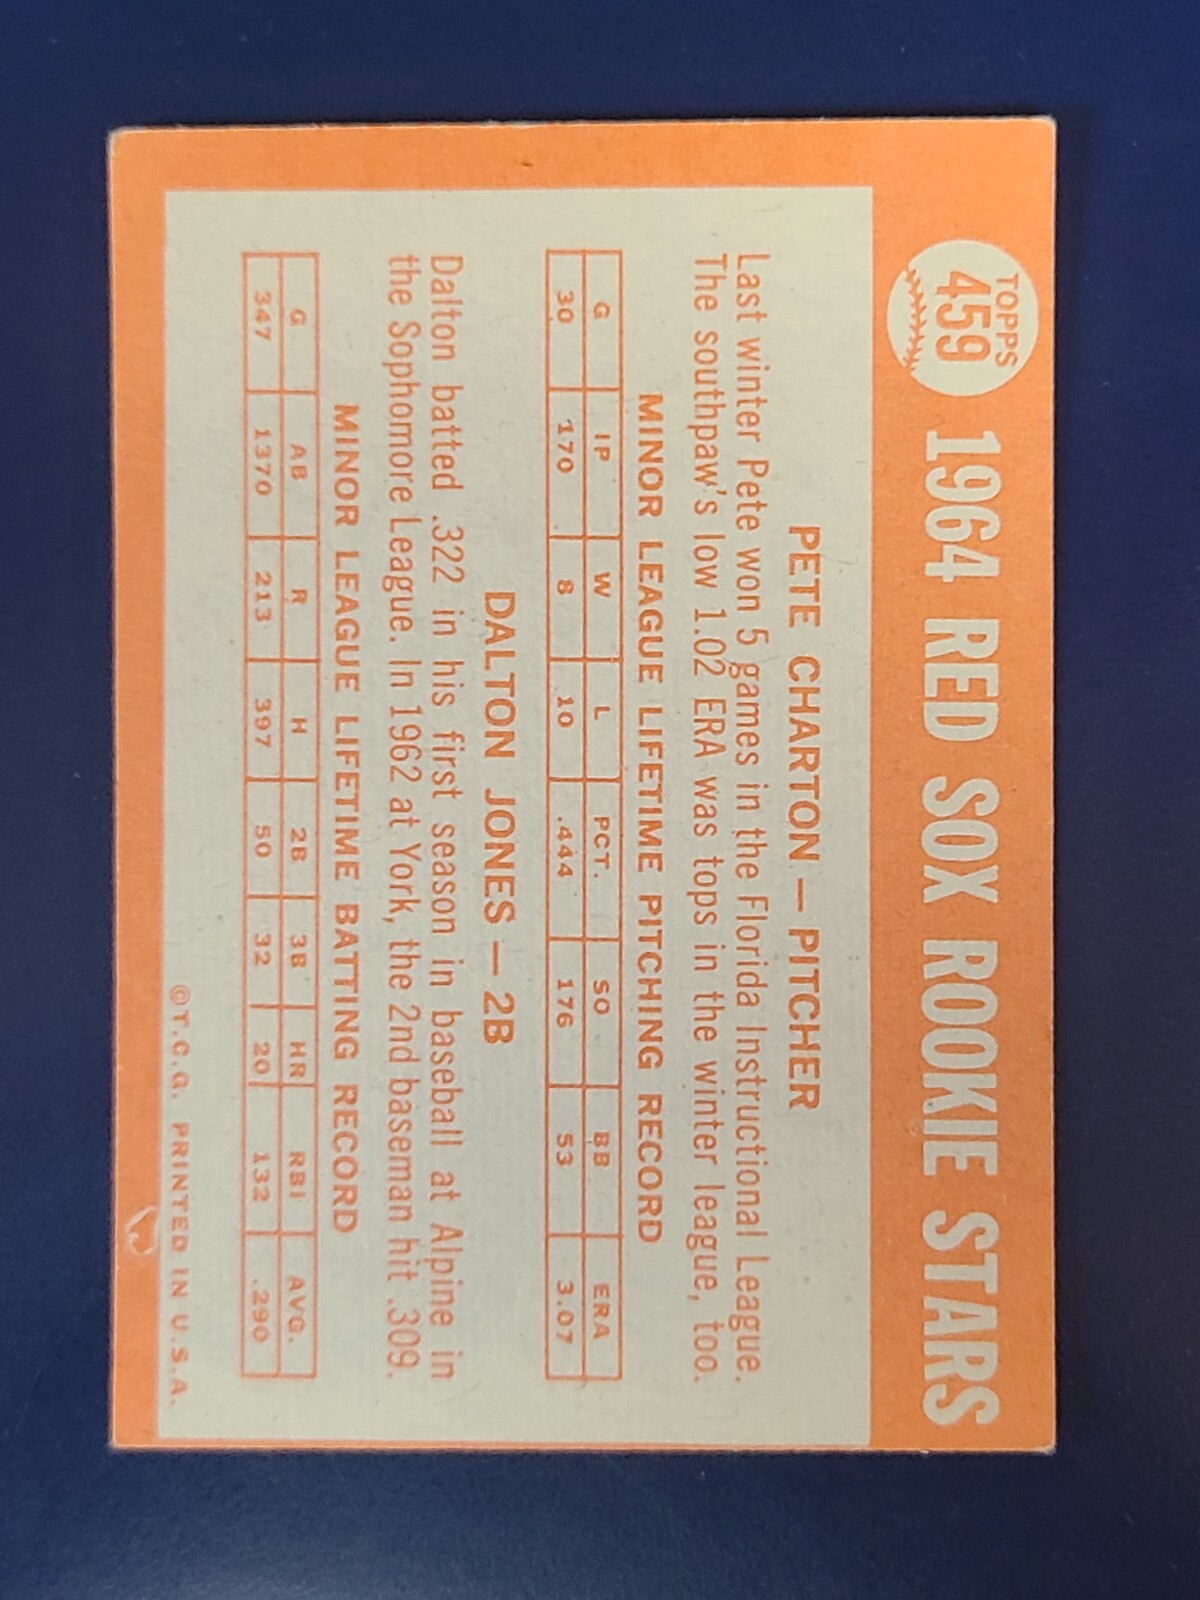 TOPPS
459
1964 RED SOX ROOKIE STARS
PETE CHARTON — PITCHER
Last winter Pete won 5 games in the Florida Instructional League.
The southpaw's low 1.02 ERA was tops in the winter league, too.
MINOR LEAGUE LIFETIME PITCHING RECORD
G IP W L PCT. SO BB ERA
30 170 8 10 .444 176 53 3.07
DALTON JONES — 2B
Dalton batted .322 in his first season in baseball at Alpine in
the Sophomore League. In 1962 at York, the 2nd baseman hit .309.
MINOR LEAGUE LIFETIME BATTING RECORD
G AB R H 2B 3B HR RBI AVG.
347 1370 213 397 50 32 20 132 .290
©T.C.G. PRINTED IN U.S.A.